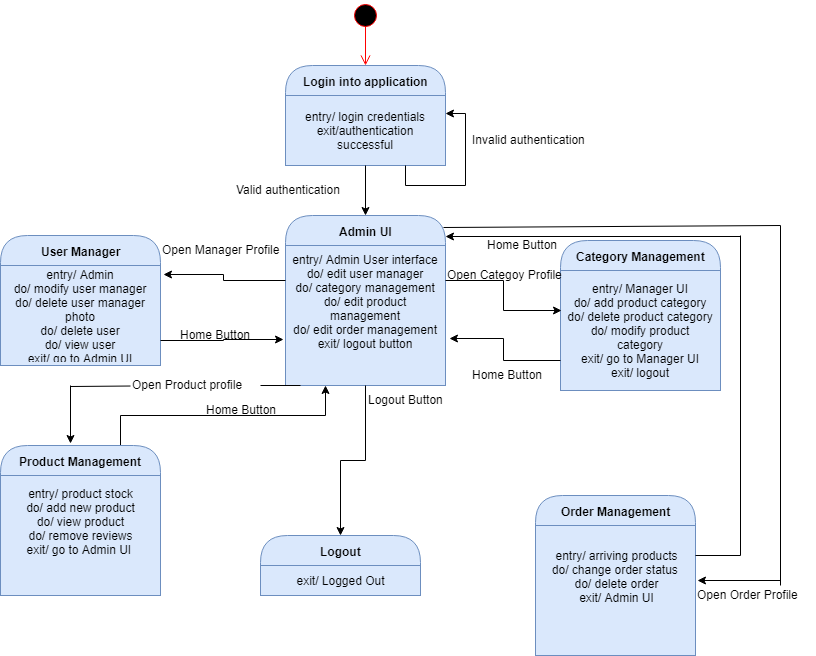 Login into application
entry/ login credentials
exit/authentication
successful
Invalid authentication
Valid authentication
Admin UI
entry/ Admin User interface
do/ edit user manager
do/ category management
do/ edit product
management
do/ edit order management
exit/ logout button
User Manager
entry/ Admin
do/ modify user manager
do/ delete user manager
photo
do/ delete user
do/ view user
exit/ go to Admin UI
Open Manager Profile
Home Button
Home Button
Open Categoy Profile
Category Management
entry/ Manager UI
do/ add product category
do/ delete product category
do/ modify product
category
exit/ go to Manager UI
exit/ logout
Home Button
Open Product profile
Home Button
Logout Button
Product Management
entry/ product stock
do/ add new product
do/ view product
do/ remove reviews
exit/ go to Admin UI
Logout
exit/ Logged Out
Order Management
entry/ arriving products
do/ change order status
do/ delete order
exit/ Admin UI
Open Order Profile